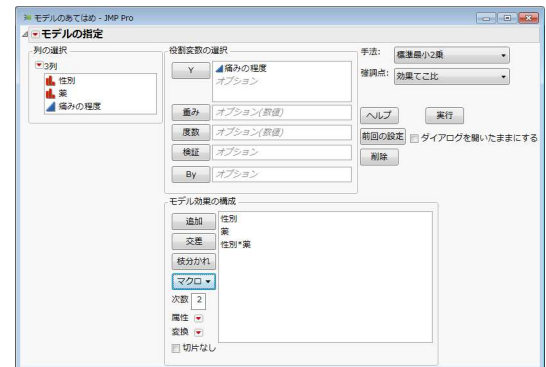 モデルのあてはめ - JMP Pro
モデルの指定
列の選択
3列
性別
薬
痛みの程度
役割変数の選択
Y
痛みの程度
オプション
重み
オプション(数値)
度数
オプション(数値)
検証
オプション
By
オプション
手法:
標準最小2乗
強調点:
効果てこ比
ヘルプ
実行
前回の設定
ダイアログを開いたままにする
削除
モデル効果の構成
追加
交差
枝分かれ
マクロ
次数 2
属性
変換
切片なし
性別
薬
性別*薬